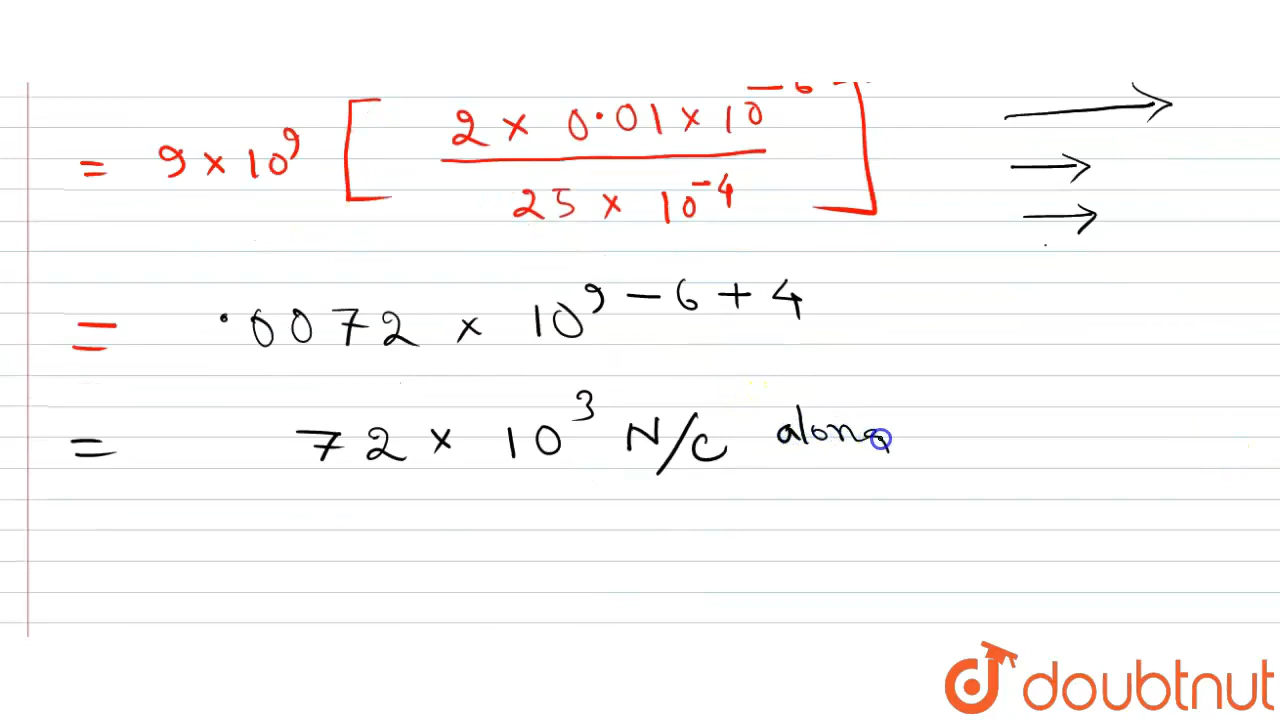 = 9 × 10⁹ [ 2 × 0.01 × 10⁻⁶ / 25 × 10⁻⁴ ]
= .0072 × 10⁹⁻⁶⁺⁴
= 72 × 10³ N/C along
doubtnut